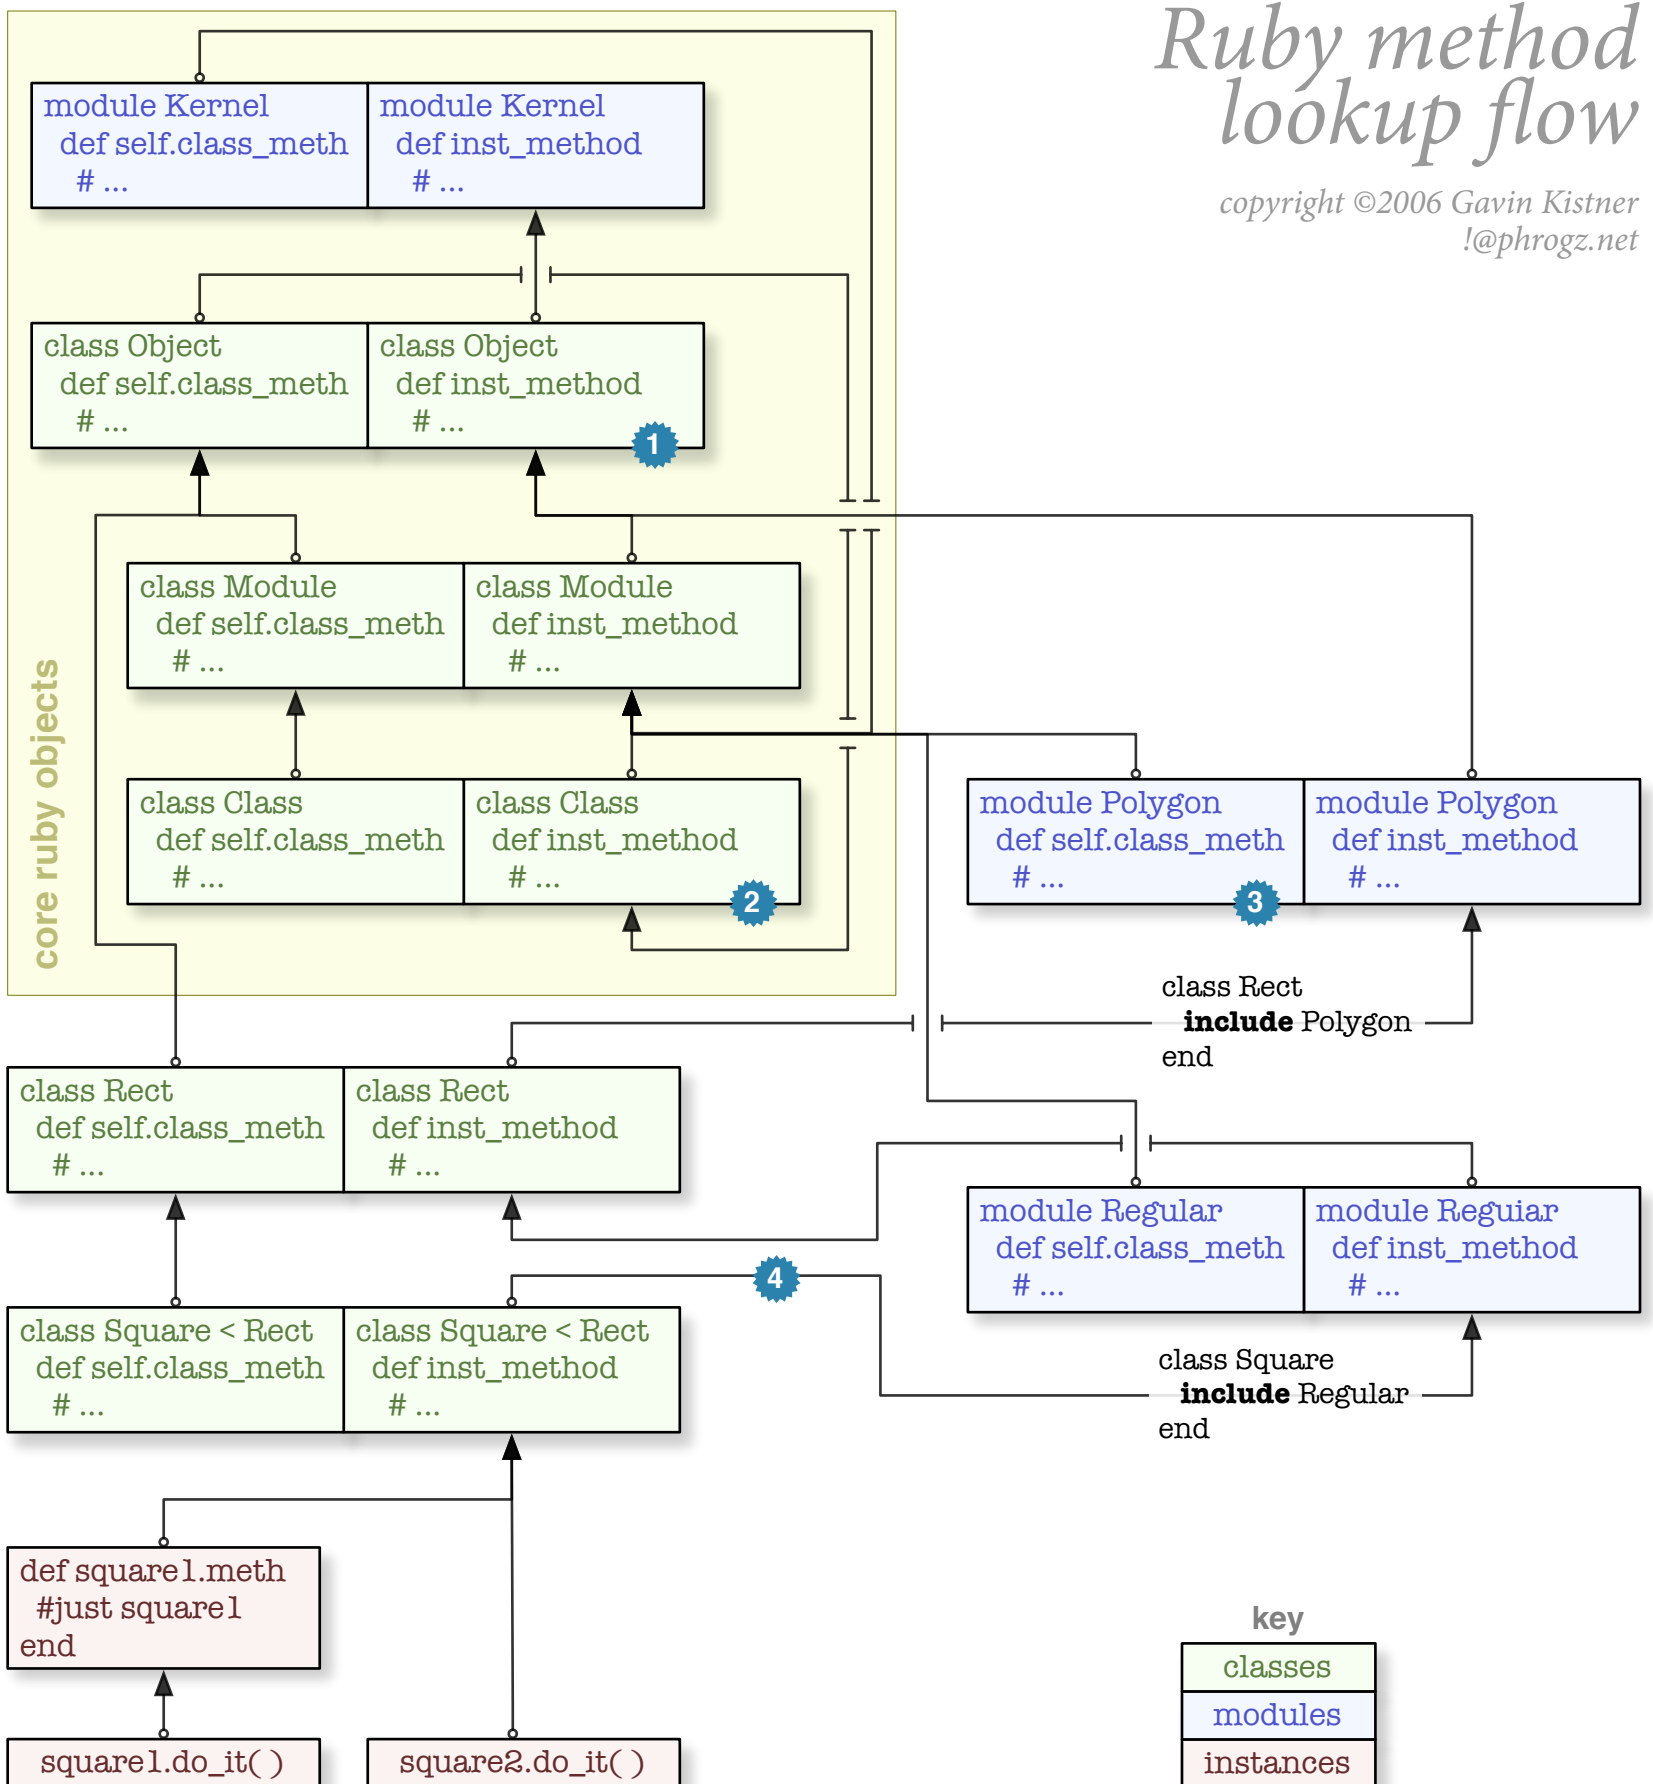 Ruby method
lookup flow
copyright ©2006 Gavin Kistner
!@phrogz.net
module Kernel
def self.class_meth
# ...
module Kernel
def inst_method
# ...
class Object
def self.class_meth
# ...
class Object
def inst_method
# ...
1
class Module
def self.class_meth
# ...
class Module
def inst_method
# ...
core ruby objects
class Class
def self.class_meth
# ...
class Class
def inst_method
# ...
2
module Polygon
def self.class_meth
# ...
3
module Polygon
def inst_method
# ...
class Rect
include Polygon
end
class Rect
def self.class_meth
# ...
class Rect
def inst_method
# ...
module Regular
def self.class_meth
# ...
module Reguiar
def inst_method
# ...
4
class Square < Rect
def self.class_meth
# ...
class Square < Rect
def inst_method
# ...
class Square
include Regular
end
def square1.meth
#just square1
end
square1.do_it( )
square2.do_it( )
key
classes
modules
instances